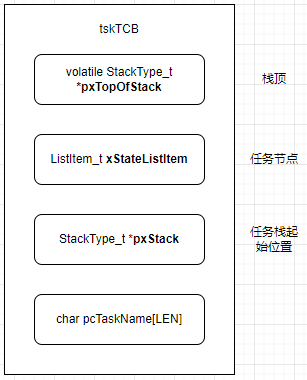 tskTCB
volatile StackType_t
*pxTopOfStack
栈顶
ListItem_t xStateListItem
任务节点
StackType_t *pxStack
任务栈起
始位置
char pcTaskName[LEN]